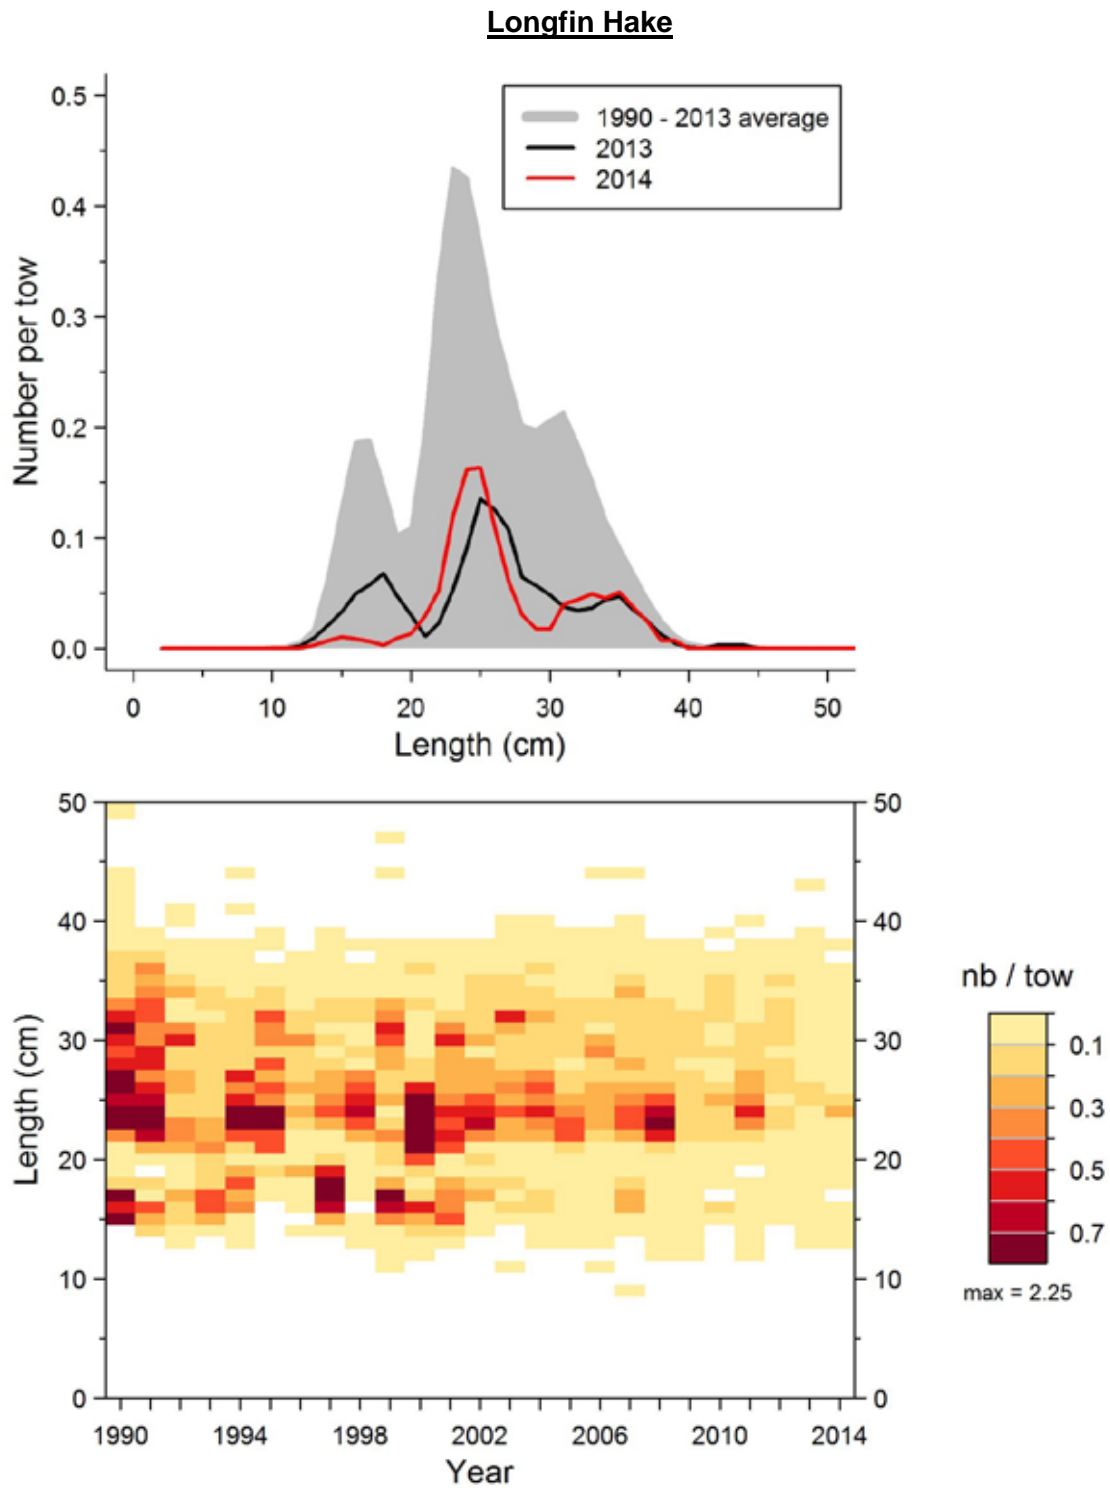 Longfin Hake
0.5
0.4
0.3
0.2
0.1
0.0
Number per tow
1990 - 2013 average
2013
2014
0 10 20 30 40 50
Length (cm)
50
40
30
20
10
0
Length (cm)
50
40
30
20
10
0
1990 1994 1998 2002 2006 2010 2014
Year
nb / tow
0.1
0.3
0.5
0.7
max = 2.25